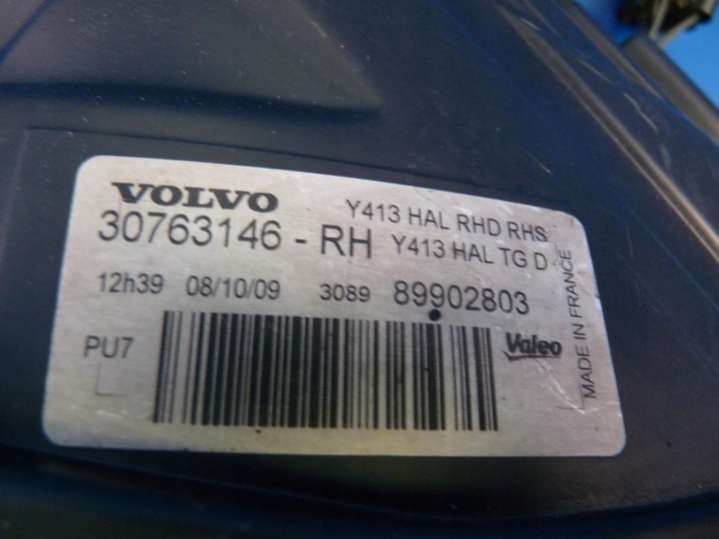 VOLVO
Y413 HAL RHD RHS
30763146 - RH
Y413 HAL TG D
12h39 08/10/09 3089 89902803
PU7
Valeo
MADE IN FRANCE